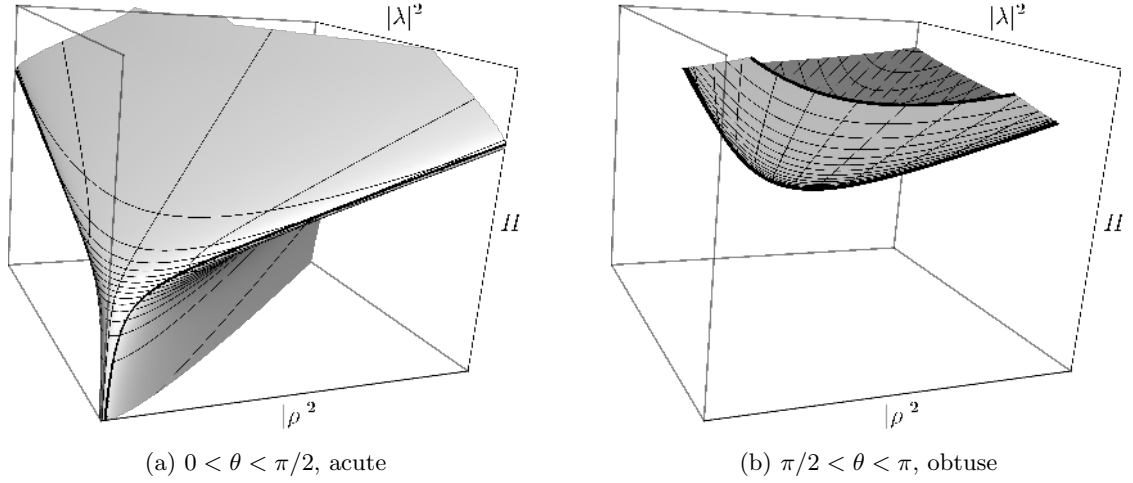 |λ|² |λ|²
H H
|ρ ² |ρ ²
(a) 0 < θ < π/2, acute (b) π/2 < θ < π, obtuse